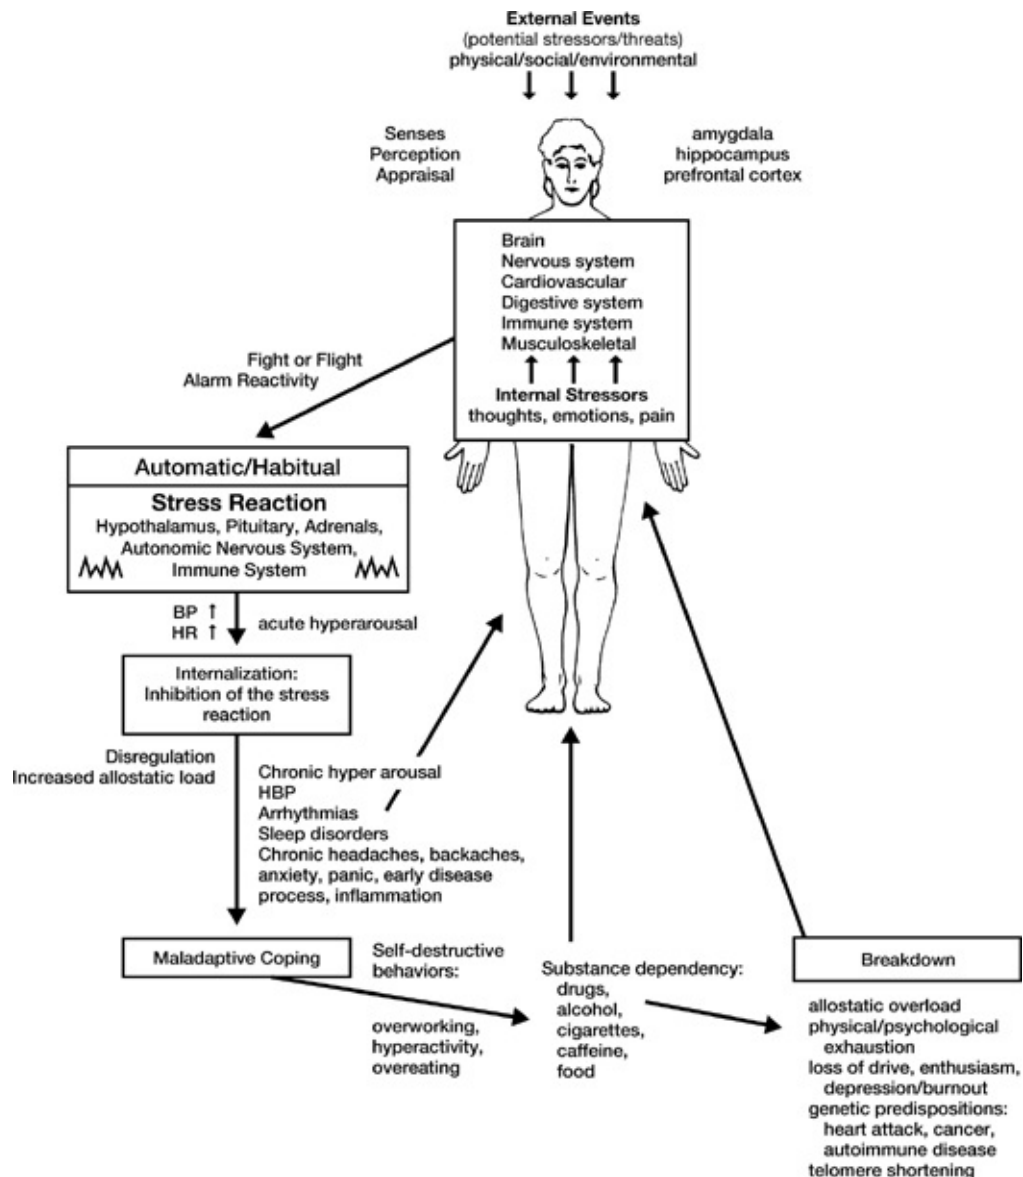 External Events
(potential stressors/threats)
physical/social/environmental
Senses
Perception
Appraisal
amygdala
hippocampus
prefrontal cortex
Brain
Nervous system
Cardiovascular
Digestive system
Immune system
Musculoskeletal
Internal Stressors
thoughts, emotions, pain
Fight or Flight
Alarm Reactivity
Automatic/Habitual
Stress Reaction
Hypothalamus, Pituitary, Adrenals,
Autonomic Nervous System,
Immune System
BP ↑
HR ↑
acute hyperarousal
Internalization:
Inhibition of the stress
reaction
Disregulation
Increased allostatic load
Chronic hyper arousal
HBP
Arrhythmias
Sleep disorders
Chronic headaches, backaches,
anxiety, panic, early disease
process, inflammation
Maladaptive Coping
Self-destructive
behaviors:
overworking,
hyperactivity,
overeating
Substance dependency:
drugs,
alcohol,
cigarettes,
caffeine,
food
Breakdown
allostatic overload
physical/psychological
exhaustion
loss of drive, enthusiasm,
depression/burnout
genetic predispositions:
heart attack, cancer,
autoimmune disease
telomere shortening